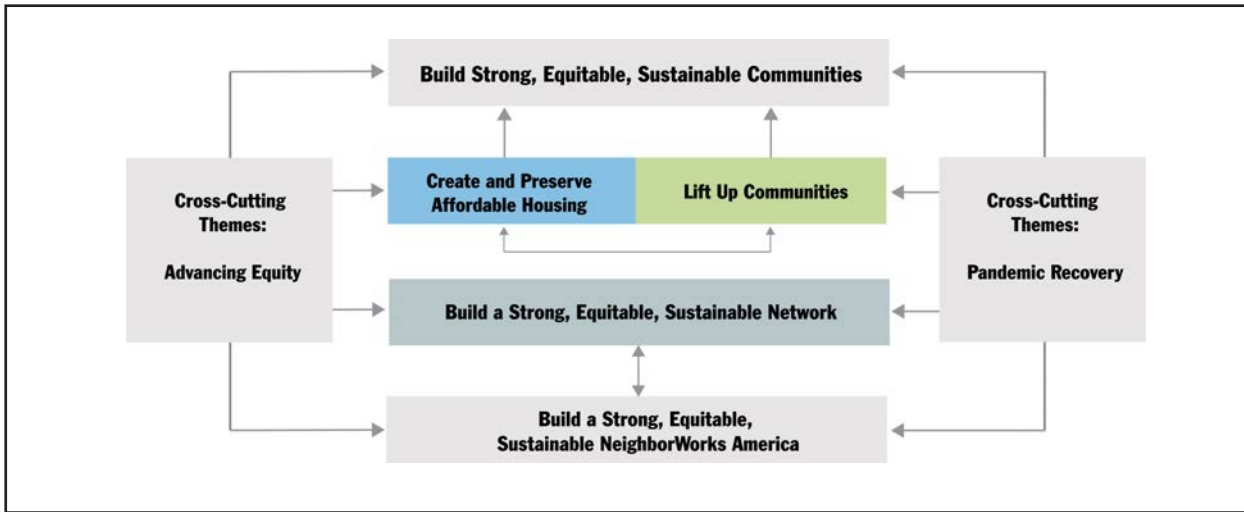 Build Strong, Equitable, Sustainable Communities
Cross-Cutting
Themes:
Advancing Equity
Create and Preserve
Affordable Housing
Lift Up Communities
Cross-Cutting
Themes:
Pandemic Recovery
Build a Strong, Equitable, Sustainable Network
Build a Strong, Equitable,
Sustainable NeighborWorks America